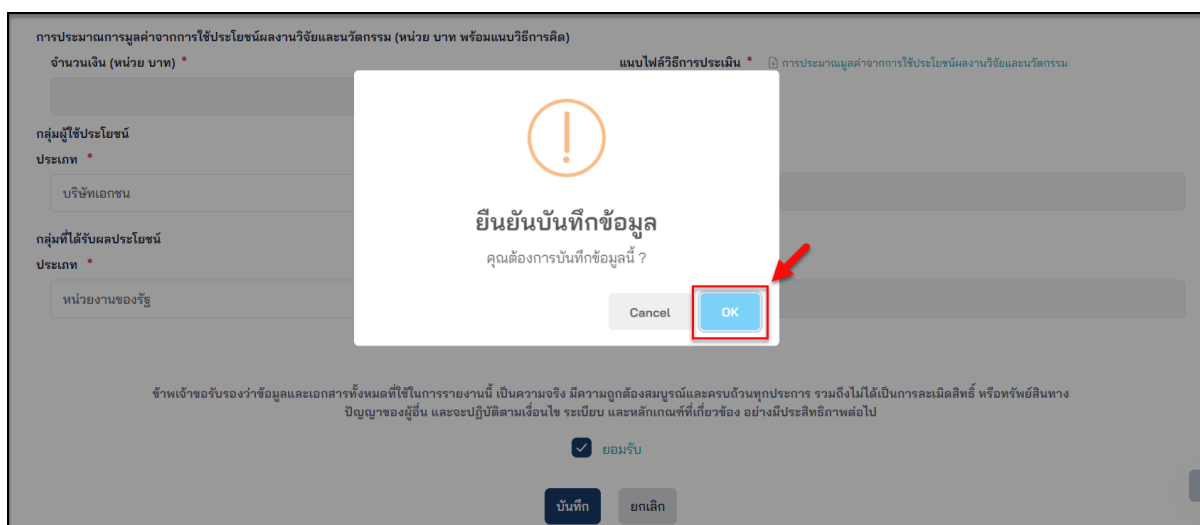 การประมาณการมูลค่าจากการใช้ประโยชน์ผลงานวิจัยและนวัตกรรม (หน่วย บาท พร้อมแนบวิธีการคิด)
จำนวนเงิน (หน่วย บาท) *
แนบไฟล์วิธีการประเมิน * การประมาณมูลค่าจากการใช้ประโยชน์ผลงานวิจัยและนวัตกรรม
กลุ่มผู้ใช้ประโยชน์
ประเภท *
บริษัทเอกชน
กลุ่มที่ได้รับผลประโยชน์
ประเภท *
หน่วยงานของรัฐ
ยืนยันบันทึกข้อมูล
คุณต้องการบันทึกข้อมูลนี้ ?
Cancel OK
ข้าพเจ้าขอรับรองว่าข้อมูลและเอกสารทั้งหมดที่ใช้ในการรายงานนี้ เป็นความจริง มีความถูกต้องสมบูรณ์และครบถ้วนทุกประการ รวมถึงไม่ได้เป็นการละเมิดสิทธิ์ หรือทรัพย์สินทาง
ปัญญาของผู้อื่น และจะปฏิบัติตามเงื่อนไข ระเบียบ และหลักเกณฑ์ที่เกี่ยวข้อง อย่างมีประสิทธิภาพต่อไป
ยอมรับ
บันทึก ยกเลิก